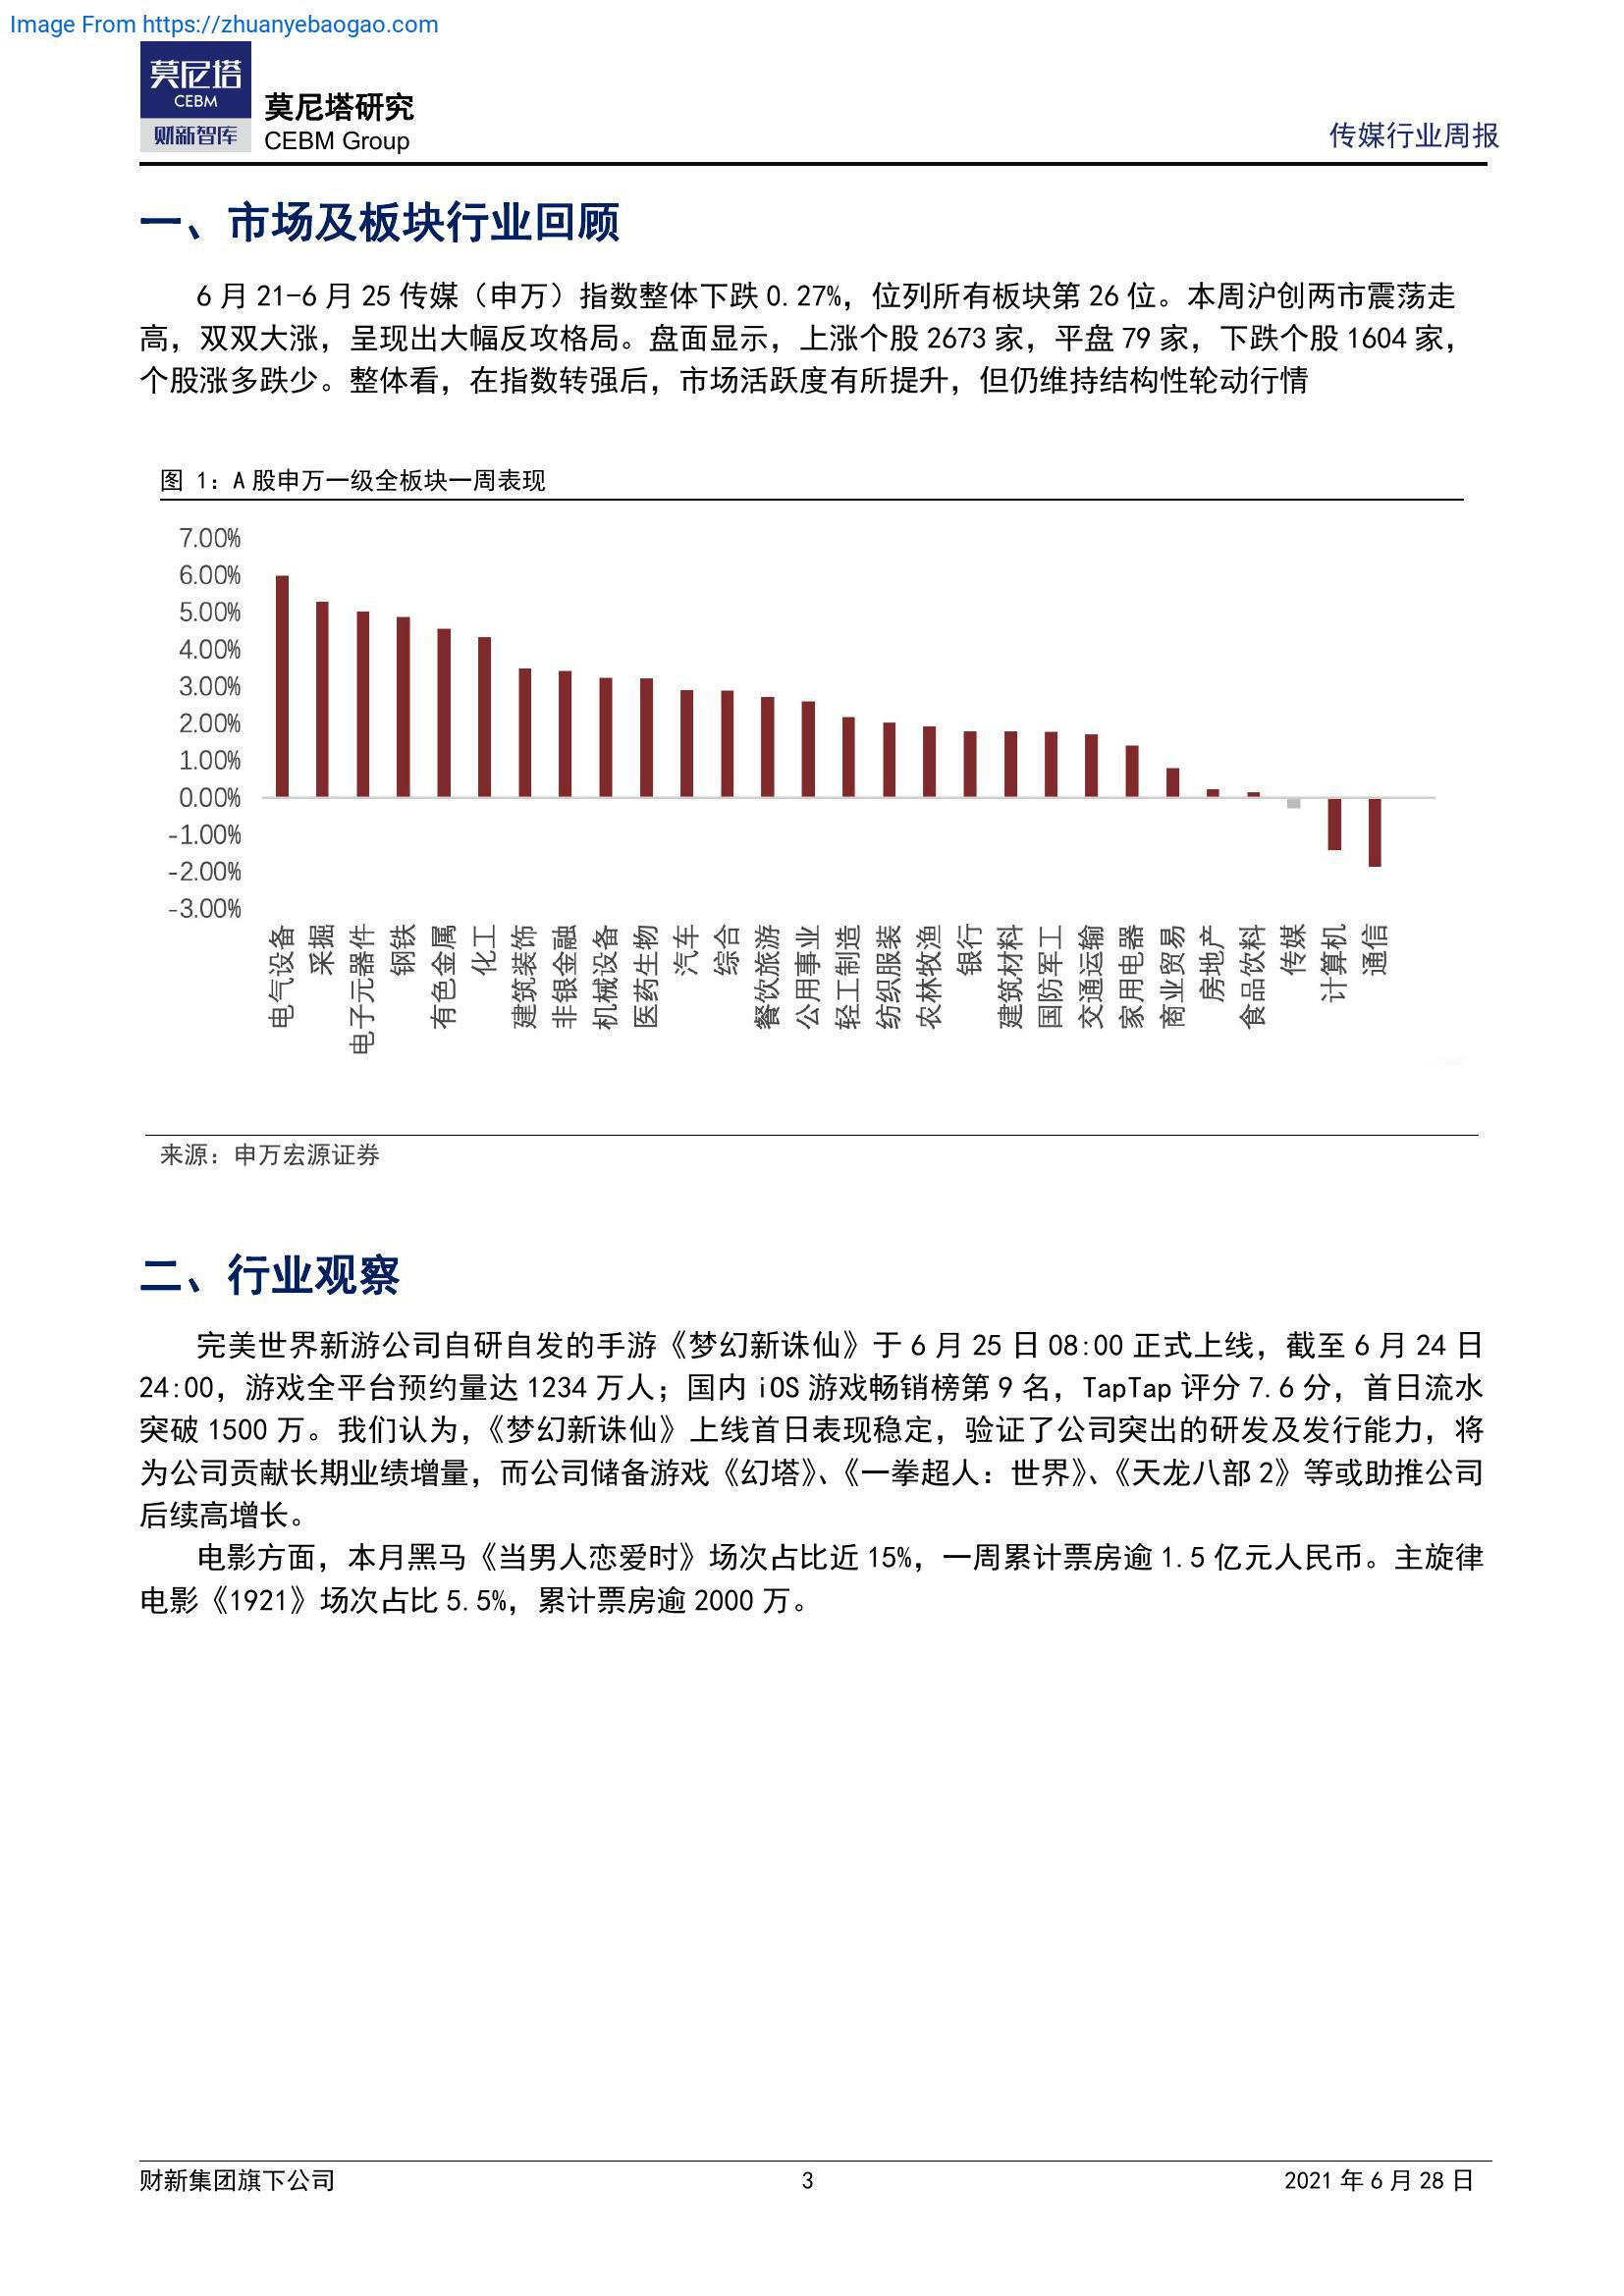 Image From https://zhuanyebaogao.com
莫尼塔
CEBM
财新智库
莫尼塔研究
CEBM Group
传媒行业周报
一、市场及板块行业回顾
6 月 21-6 月 25 传媒（申万）指数整体下跌 0.27%，位列所有板块第 26 位。本周沪创两市震荡走
高，双双大涨，呈现出大幅反攻格局。盘面显示，上涨个股 2673 家，平盘 79 家，下跌个股 1604 家，
个股涨多跌少。整体看，在指数转强后，市场活跃度有所提升，但仍维持结构性轮动行情
图 1：A 股申万一级全板块一周表现
7.00%
6.00%
5.00%
4.00%
3.00%
2.00%
1.00%
0.00%
-1.00%
-2.00%
-3.00%
电气设备
采掘
电子元器件
钢铁
有色金属
化工
建筑装饰
非银金融
机械设备
医药生物
汽车
综合
餐饮旅游
公用事业
轻工制造
纺织服装
农林牧渔
银行
建筑材料
国防军工
交通运输
家用电器
商业贸易
房地产
食品饮料
传媒
计算机
通信
来源：申万宏源证券
二、行业观察
完美世界新游公司自研自发的手游《梦幻新诛仙》于 6 月 25 日 08:00 正式上线，截至 6 月 24 日
24:00，游戏全平台预约量达 1234 万人；国内 iOS 游戏畅销榜第 9 名，TapTap 评分 7.6 分，首日流水
突破 1500 万。我们认为，《梦幻新诛仙》上线首日表现稳定，验证了公司突出的研发及发行能力，将
为公司贡献长期业绩增量，而公司储备游戏《幻塔》、《一拳超人：世界》、《天龙八部 2》等或助推公司
后续高增长。
电影方面，本月黑马《当男人恋爱时》场次占比近 15%，一周累计票房逾 1.5 亿元人民币。主旋律
电影《1921》场次占比 5.5%，累计票房逾 2000 万。
财新集团旗下公司
3
2021 年 6 月 28 日